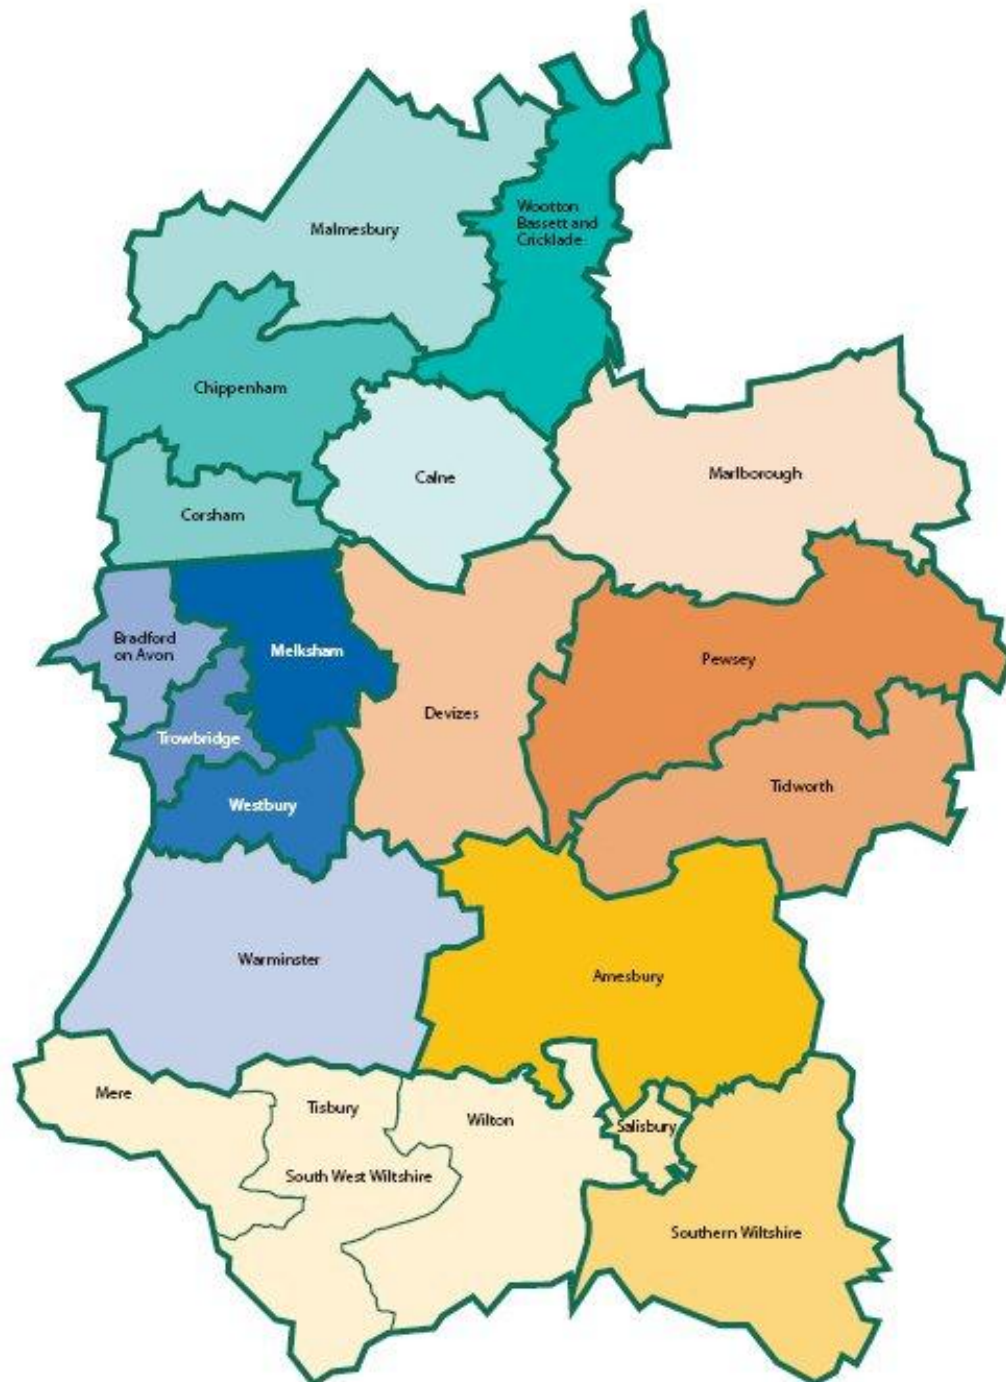 Wootton
Bassett and
Cricklade
Malmesbury
Chippenham
Calne
Marlborough
Corsham
Bradford
on Avon
Melksham
Pewsey
Devizes
Trowbridge
Tidworth
Westbury
Warminster
Amesbury
Mere
Tisbury
Wilton
Salisbury
South West Wiltshire
Southern Wiltshire